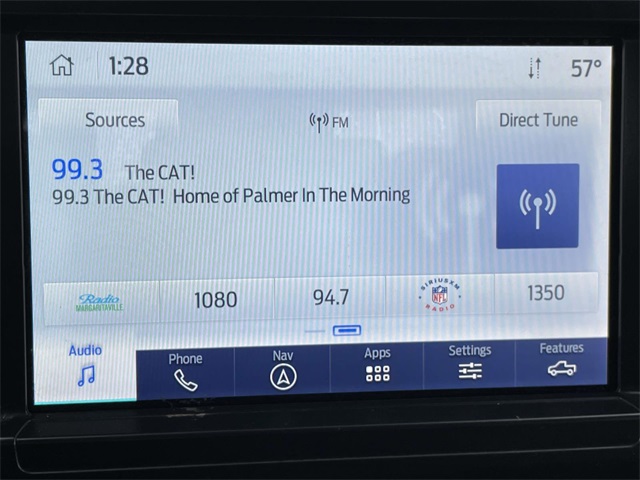 1:28
57°
Sources
FM
Direct Tune
99.3 The CAT!
99.3 The CAT! Home of Palmer In The Morning
Radio
MARGARITAVILLE
1080
94.7
SIRIUSXM
NFL
RADIO
1350
Audio
Phone
Nav
Apps
Settings
Features